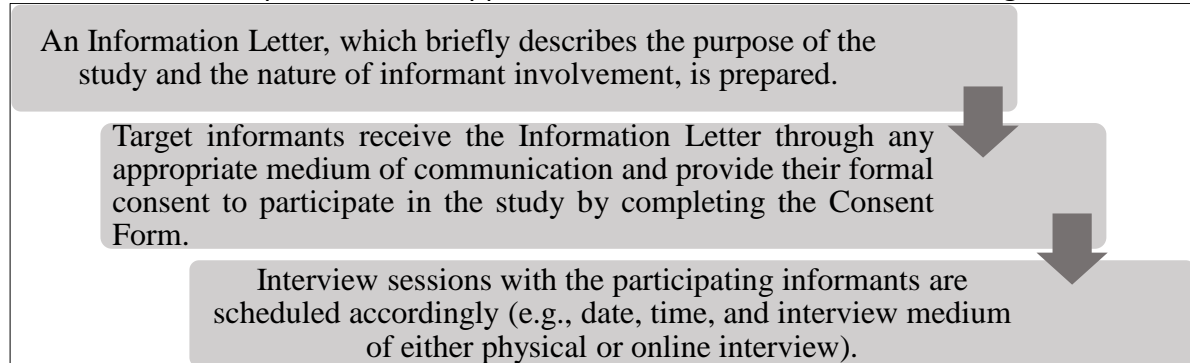 An Information Letter, which briefly describes the purpose of the
study and the nature of informant involvement, is prepared.
Target informants receive the Information Letter through any
appropriate medium of communication and provide their formal
consent to participate in the study by completing the Consent
Form.
Interview sessions with the participating informants are
scheduled accordingly (e.g., date, time, and interview medium
of either physical or online interview).